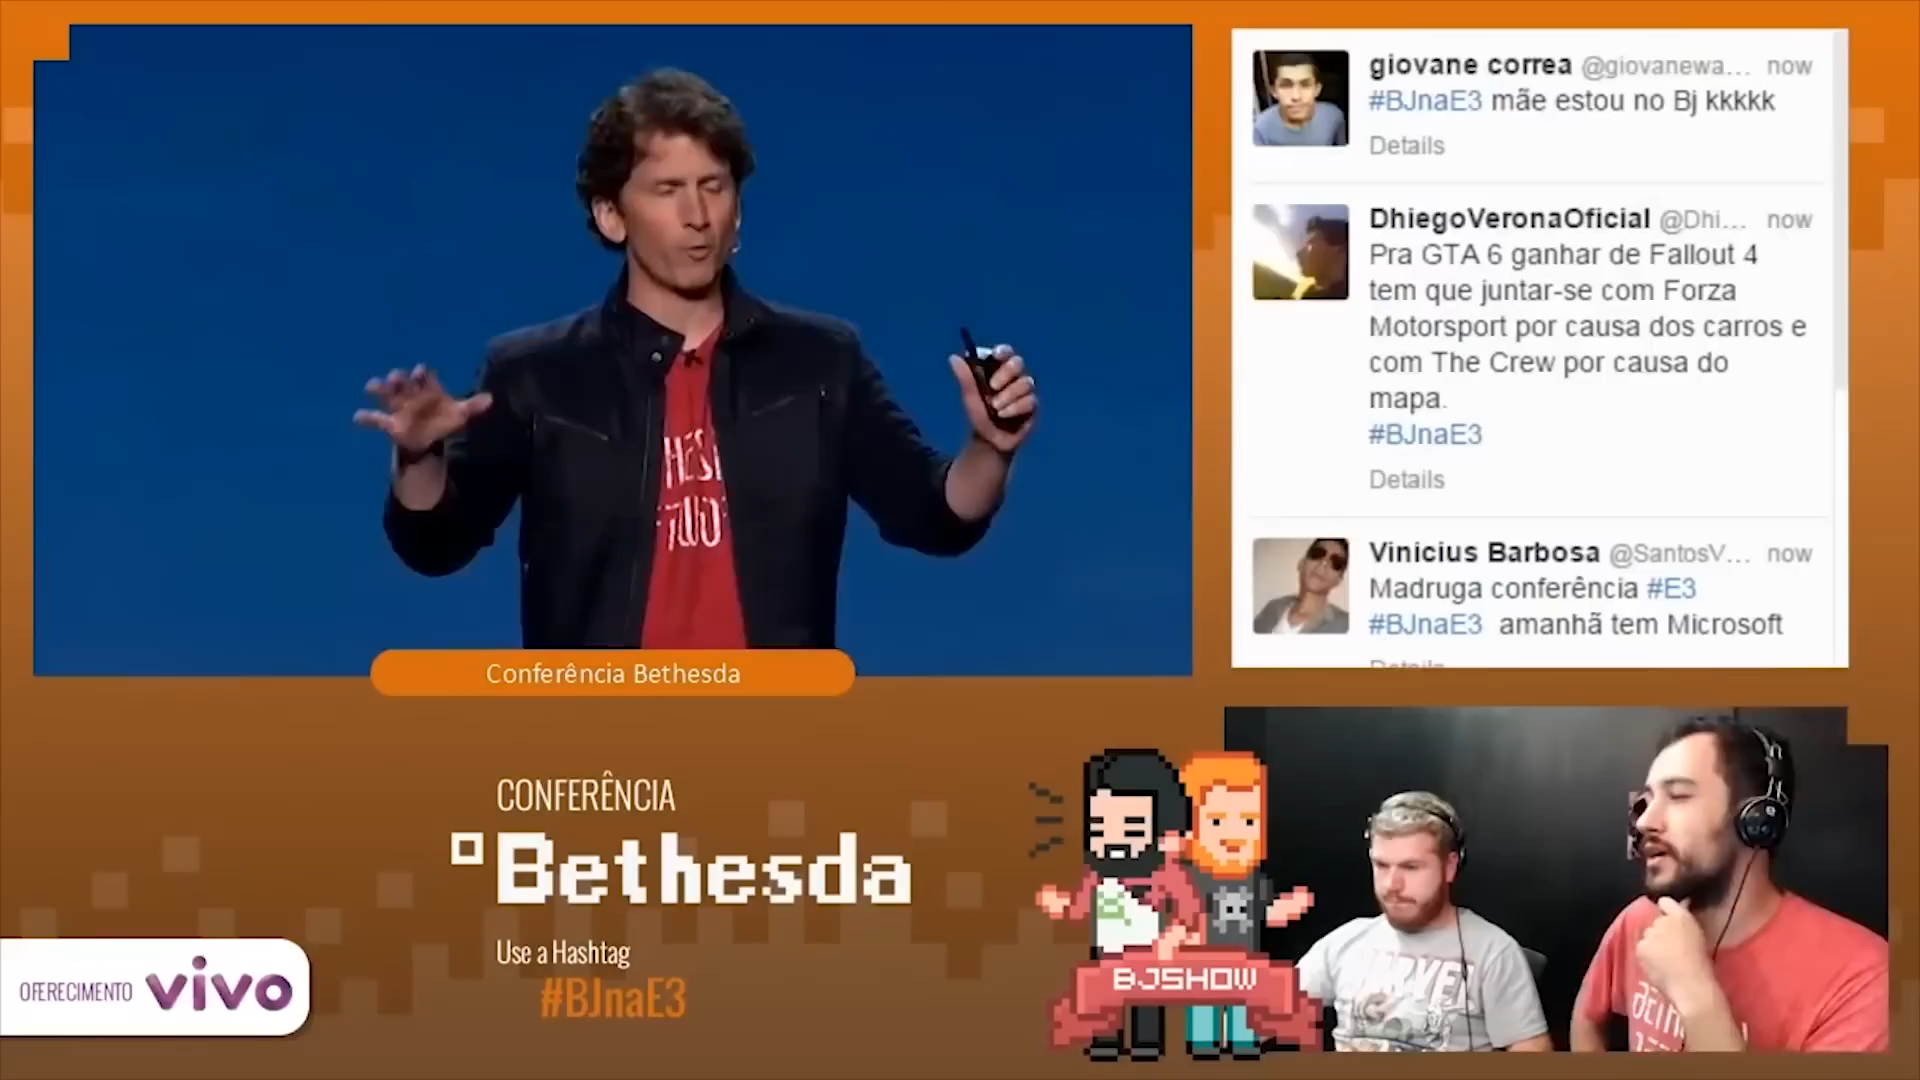 giovane correa @giovanewa... now
#BJnaE3 mãe estou no Bj kkkkk
Details
DhiegoVeronaOficial @Dhi... now
Pra GTA 6 ganhar de Fallout 4
tem que juntar-se com Forza
Motorsport por causa dos carros e
com The Crew por causa do
mapa.
#BJnaE3
Details
Vinicius Barbosa @SantosV... now
Madruga conferência #E3
#BJnaE3 amanhã tem Microsoft
Details
Conferência Bethesda
CONFERÊNCIA
Bethesda
Use a Hashtag
#BJnaE3
OFERECIMENTO vivo
BJSHOW
MARVEL